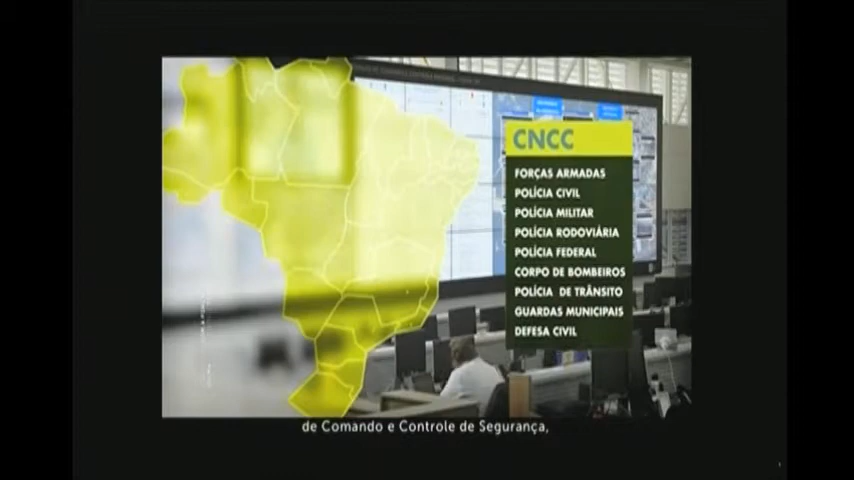 CNCC
FORÇAS ARMADAS
POLÍCIA CIVIL
POLÍCIA MILITAR
POLÍCIA RODOVIÁRIA
POLÍCIA FEDERAL
CORPO DE BOMBEIROS
POLÍCIA DE TRÂNSITO
GUARDAS MUNICIPAIS
DEFESA CIVIL
de Comando e Controle de Segurança,